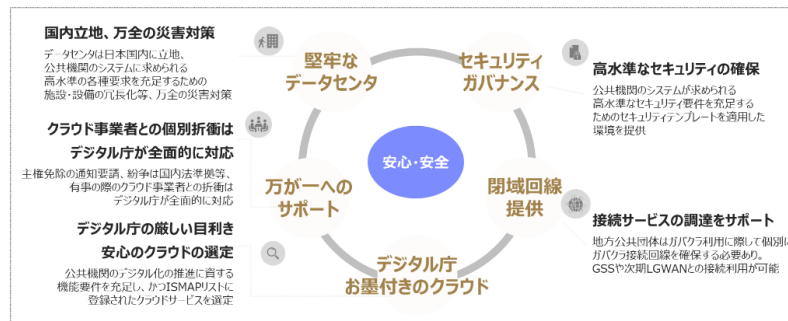 国内立地、万全の災害対策
データセンタは日本国内に立地、
公共機関のシステムに求められる
高水準の各種要求を充足するための
施設・設備の冗長化等、万全の災害対策
クラウド事業者との個別折衝は
デジタル庁が全面的に対応
主権免除の通知要請、紛争は国内法準拠等、
有事の際のクラウド事業者との折衝は
デジタル庁が全面的に対応
デジタル庁の厳しい目利き
安心のクラウドの選定
公共機関のデジタル化の推進に資する
機能要件を充足し、かつISMAPリストに
登録されたクラウドサービスを選定
堅牢な
データセンタ
セキュリティ
ガバナンス
安心・安全
万が一への
サポート
閉域回線
提供
デジタル庁
お墨付きのクラウド
高水準なセキュリティの確保
公共機関のシステムが求められる
高水準なセキュリティ要件を充足する
ためのセキュリティテンプレートを適用した
環境を提供
接続サービスの調達をサポート
地方公共団体はガバクラ利用に際して個別に
ガバクラ接続回線を確保する必要あり。
GSSや次期LGWANとの接続利用が可能